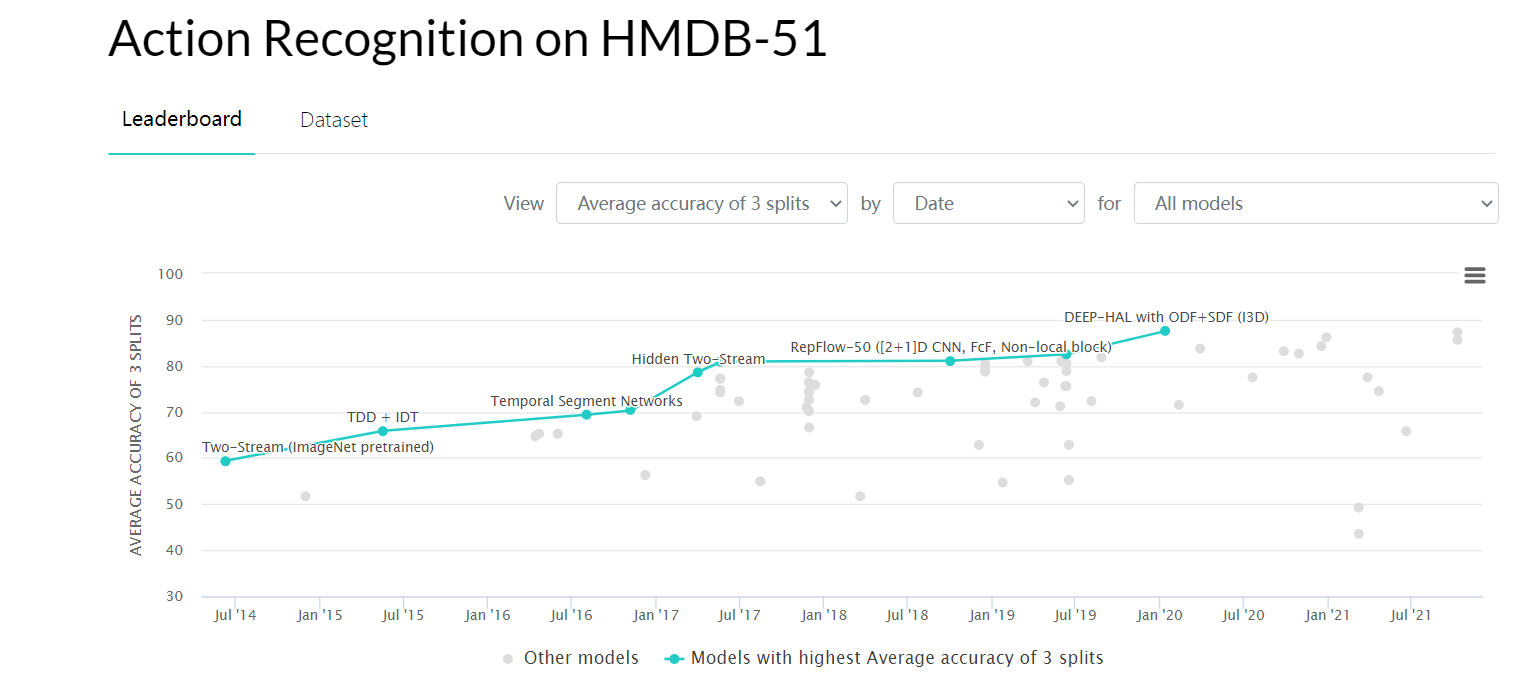 Action Recognition on HMDB-51
Leaderboard Dataset
View Average accuracy of 3 splits by Date for All models
100
90
80
70
60
50
40
30
AVERAGE ACCURACY OF 3 SPLITS
DEEP-HAL with ODF+SDF (I3D)
RepFlow-50 ([2+1]D CNN, FcF, Non-local block)
Hidden Two-Stream
Temporal Segment Networks
TDD + IDT
Two-Stream (ImageNet pretrained)
Jul '14 Jan '15 Jul '15 Jan '16 Jul '16 Jan '17 Jul '17 Jan '18 Jul '18 Jan '19 Jul '19 Jan '20 Jul '20 Jan '21 Jul '21
Other models Models with highest Average accuracy of 3 splits